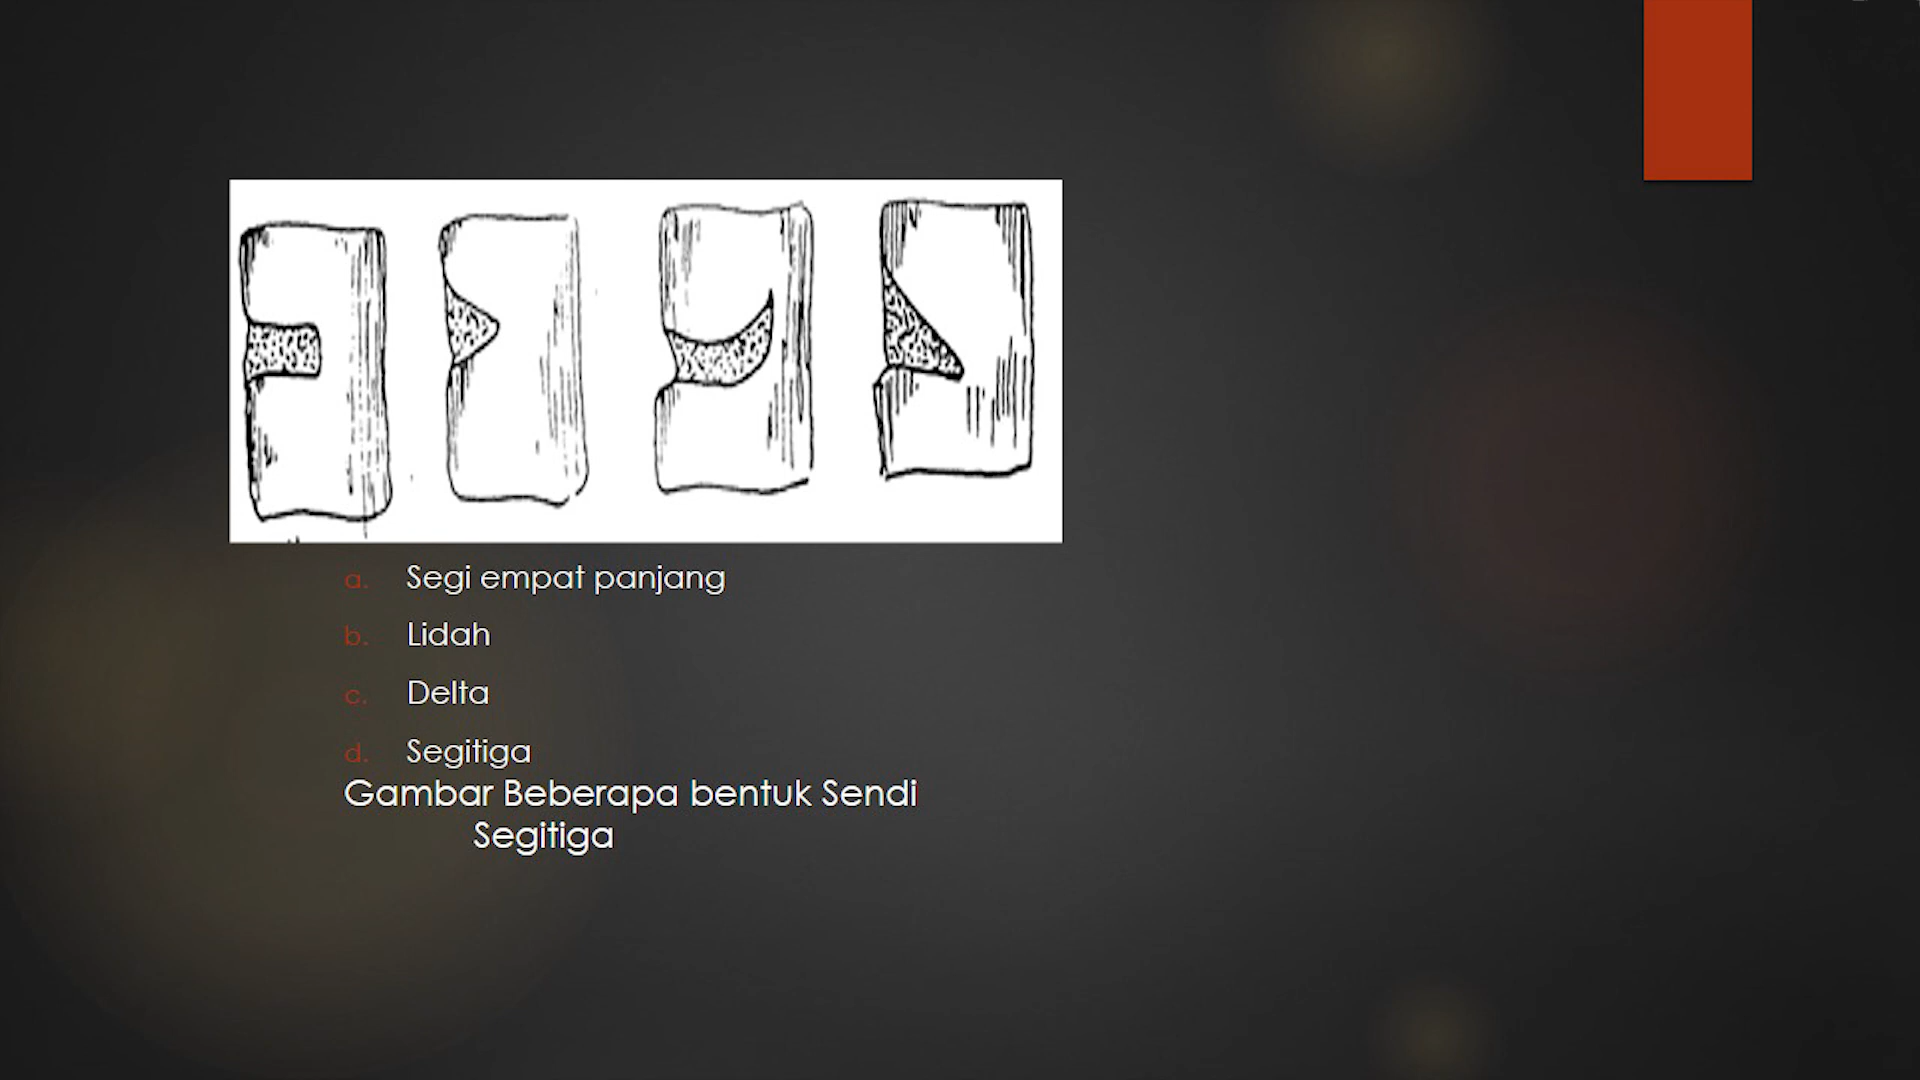 a. Segi empat panjang
b. Lidah
c. Delta
d. Segitiga
Gambar Beberapa bentuk Sendi
Segitiga